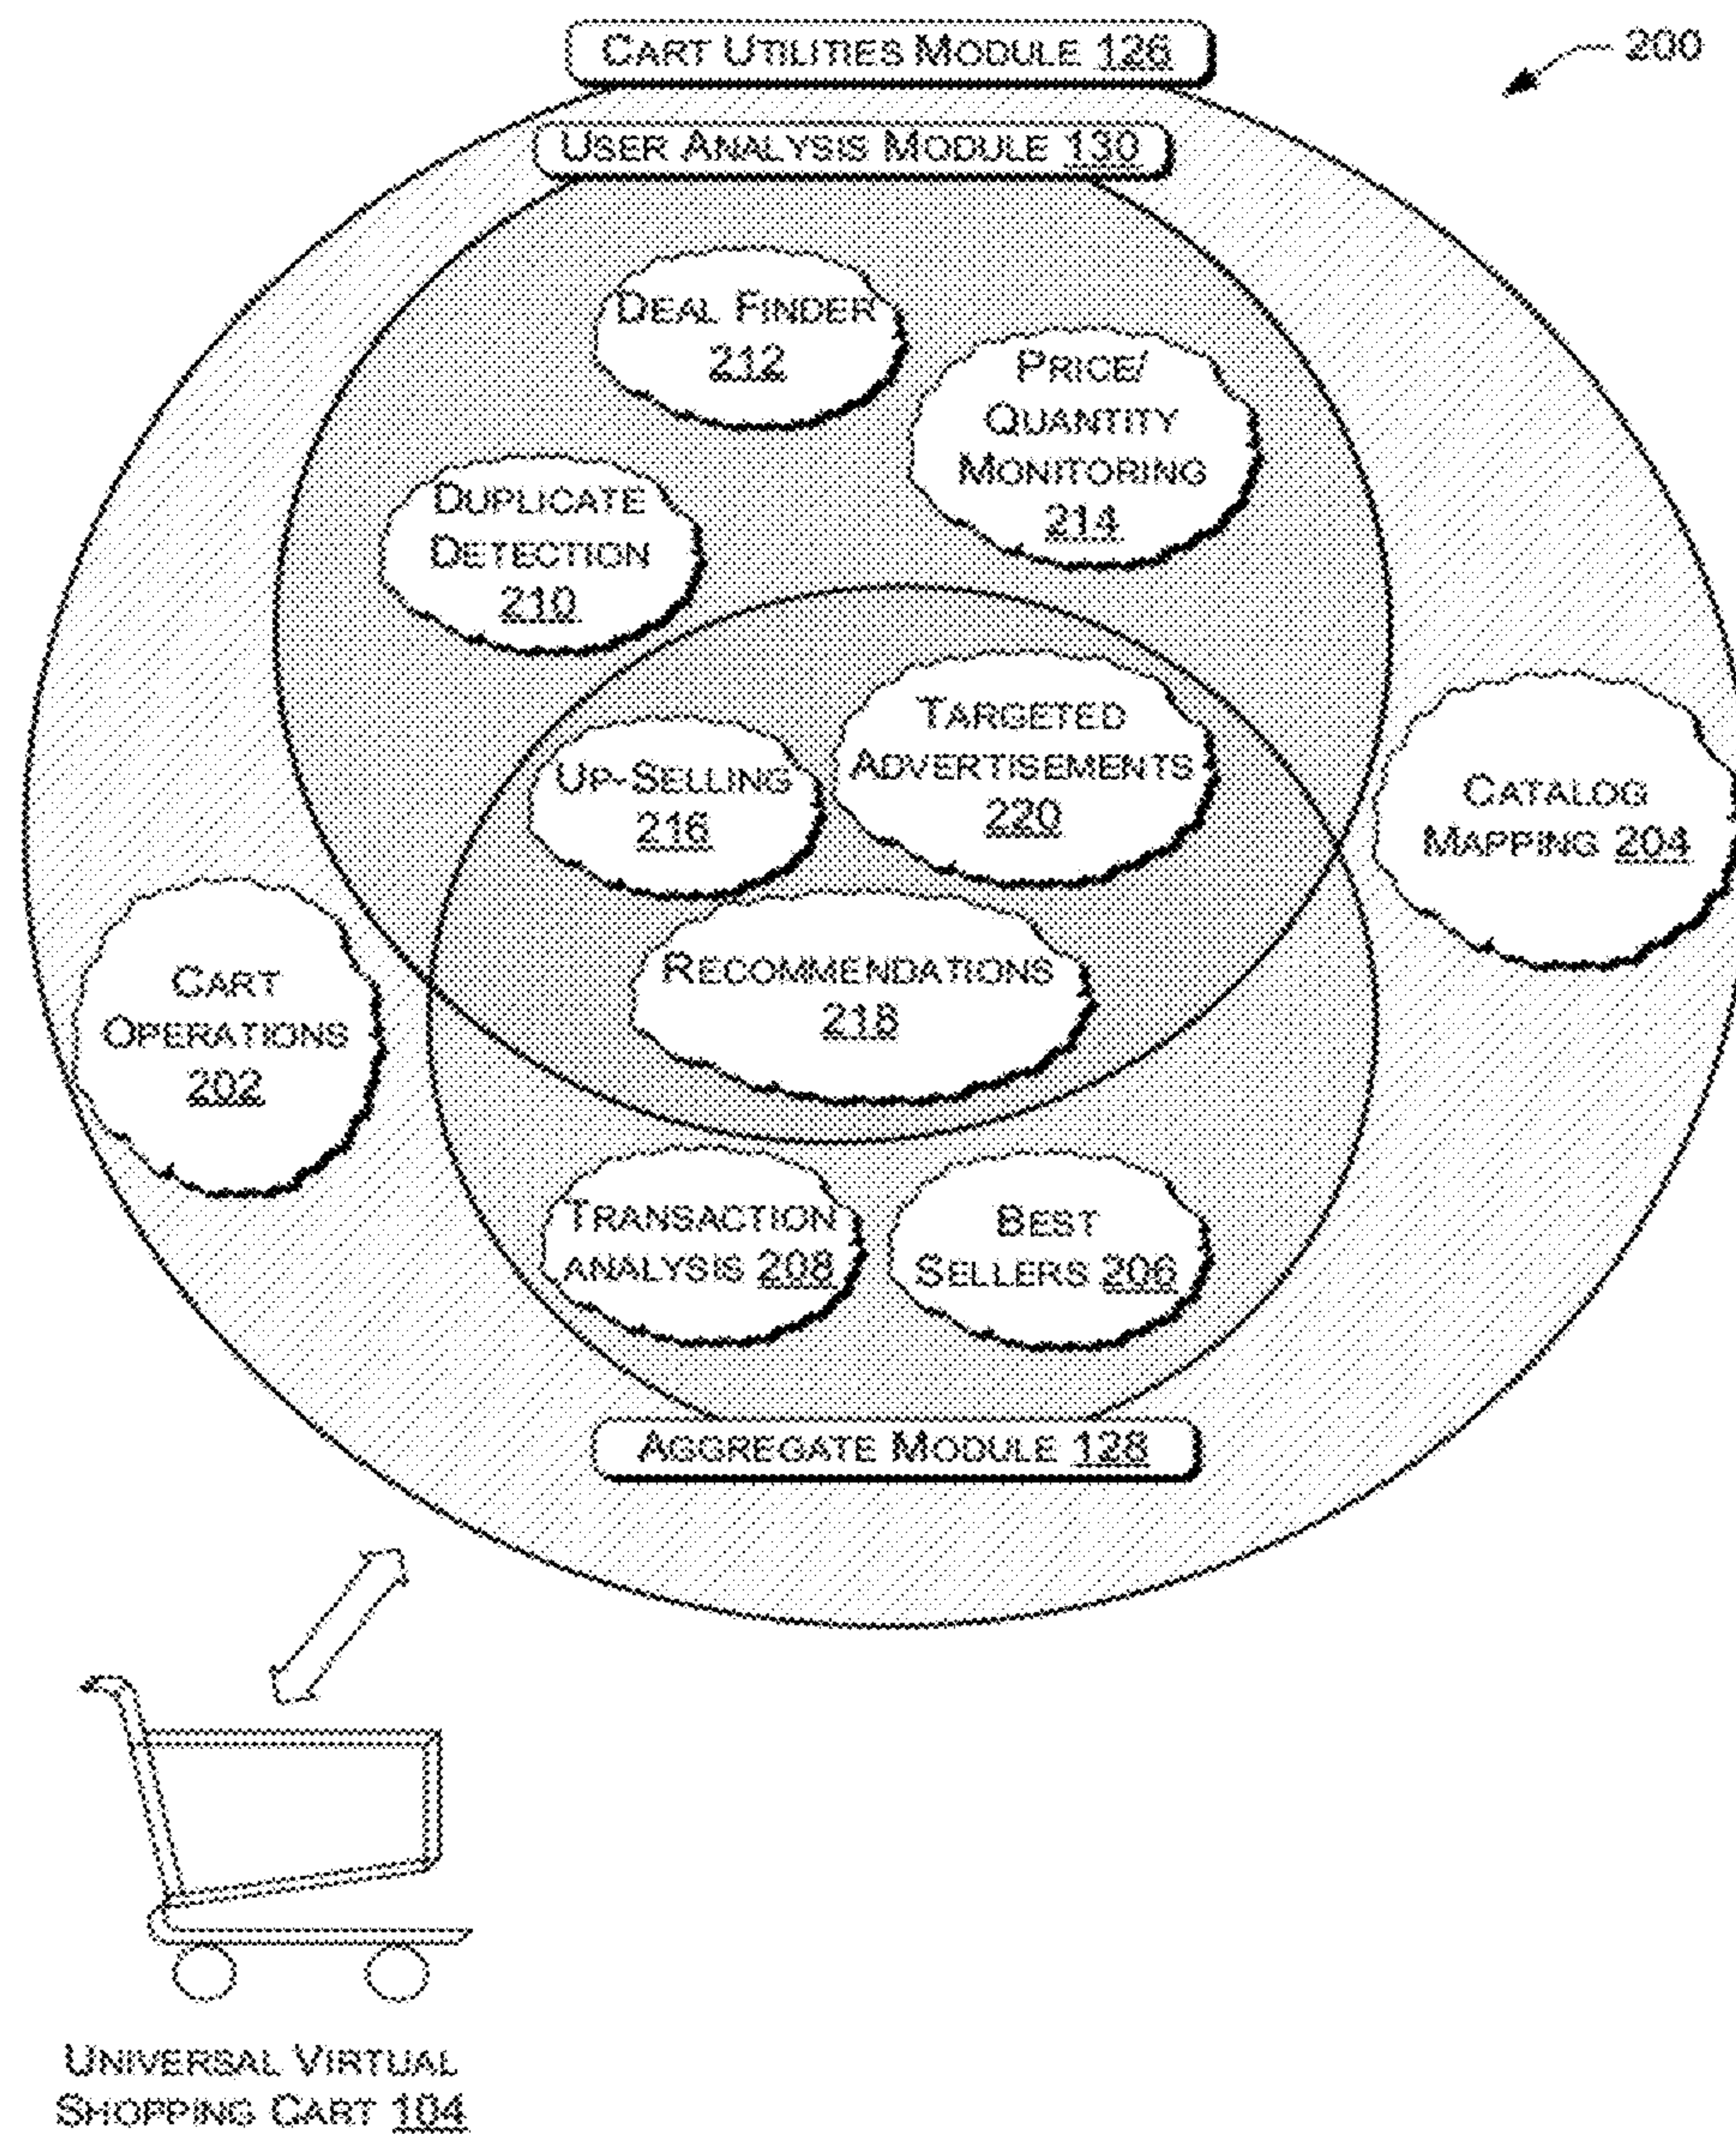 CART UTILITIES MODULE 126
200
USER ANALYSIS MODULE 130
DEAL FINDER
212
PRICE/
QUANTITY
MONITORING
214
DUPLICATE
DETECTION
210
TARGETED
ADVERTISEMENTS
220
UP-SELLING
216
CATALOG
MAPPING 204
RECOMMENDATIONS
218
CART
OPERATIONS
202
TRANSACTION
ANALYSIS 208
BEST
SELLERS 206
AGGREGATE MODULE 128
UNIVERSAL VIRTUAL
SHOPPING CART 104